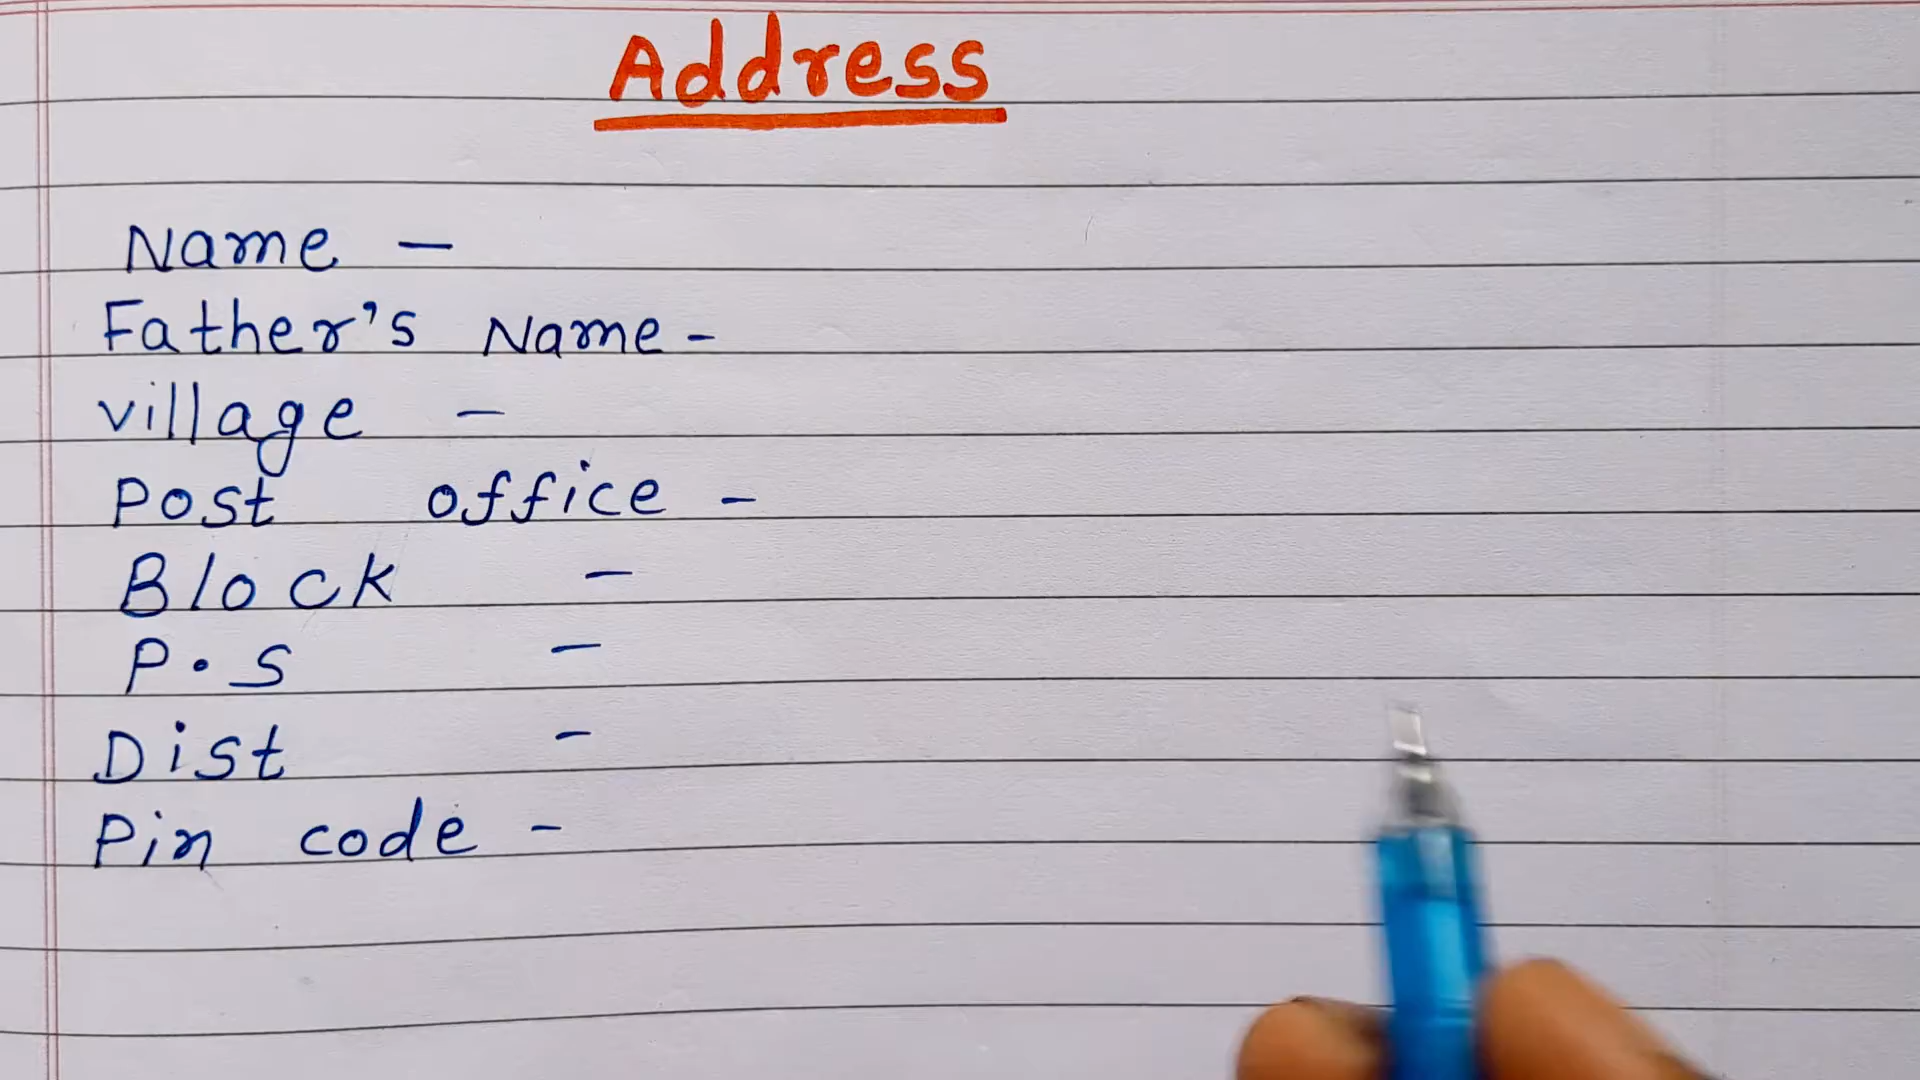 Address
Name -
Father's Name -
village -
Post office -
Block -
P.S -
Dist -
Pin code -